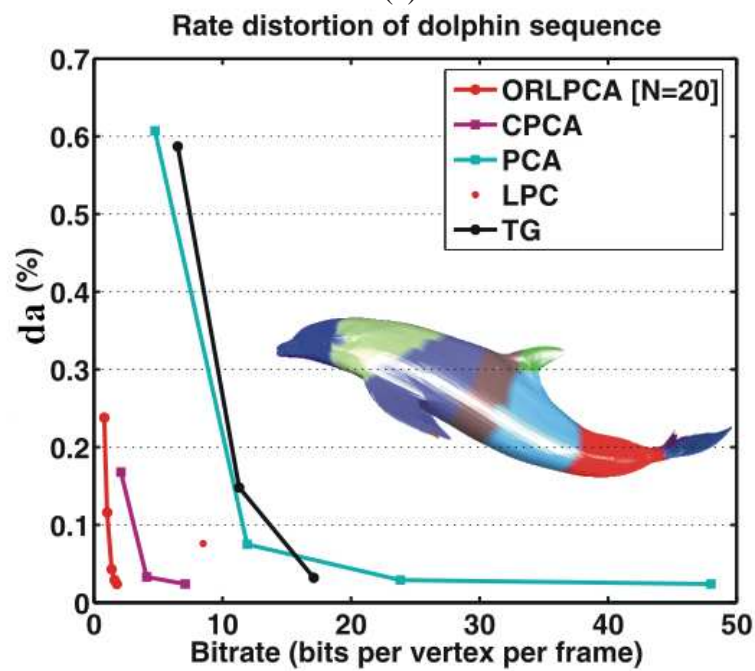 Rate distortion of dolphin sequence
0.7
0.6
0.5
0.4
0.3
0.2
0.1
0
da (%)
ORLPCA [N=20]
CPCA
PCA
LPC
TG
0 10 20 30 40 50
Bitrate (bits per vertex per frame)